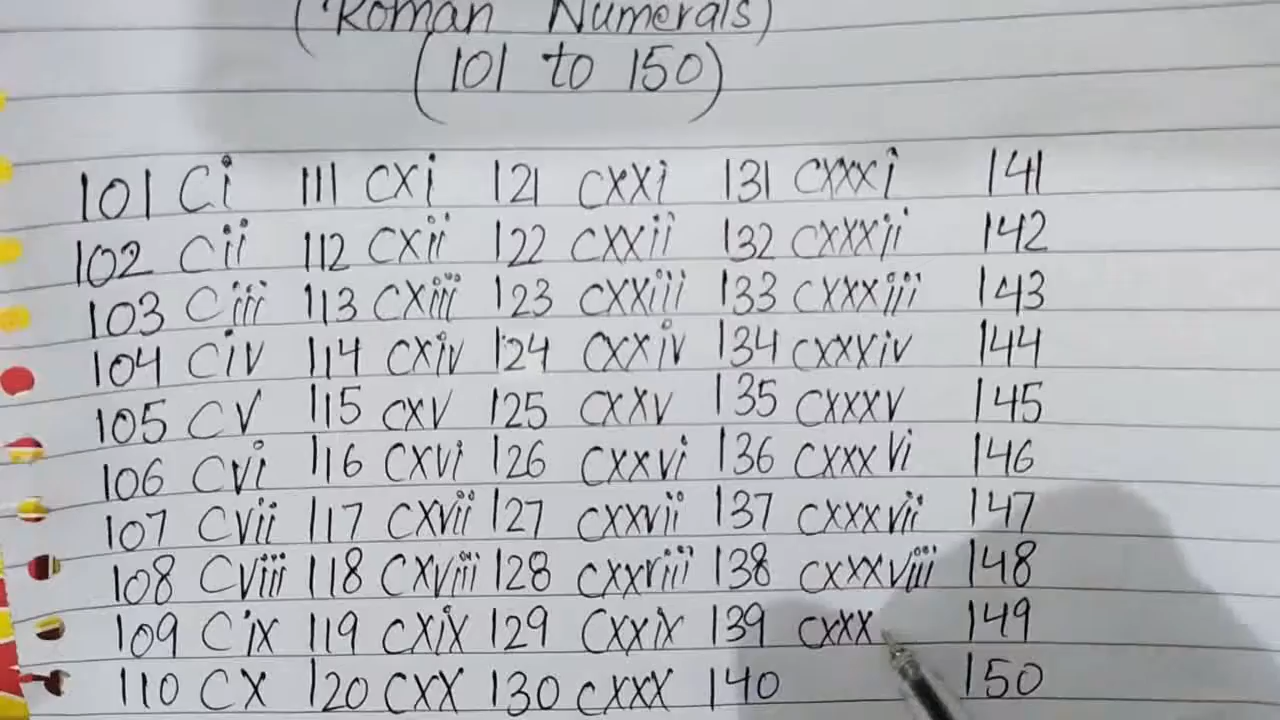 (Roman Numerals)
(101 to 150)
101 Ci 111 CXi 121 CXXi 131 CXXXi 141
102 Cii 112 CXii 122 CXXii 132 CXXXii 142
103 Ciii 113 CXiii 123 CXXiii 133 CXXXiii 143
104 Civ 114 CXiv 124 CXXiv 134 CXXXiv 144
105 CV 115 CXV 125 CXXV 135 CXXXV 145
106 CVi 116 CXVi 126 CXXVi 136 CXXXVi 146
107 CVii 117 CXVii 127 CXXVii 137 CXXXVii 147
108 CViii 118 CXViii 128 CXXViii 138 CXXXViii 148
109 CiX 119 CXiX 129 CXXiX 139 CXXX 149
110 CX 120 CXX 130 CXXX 140 150